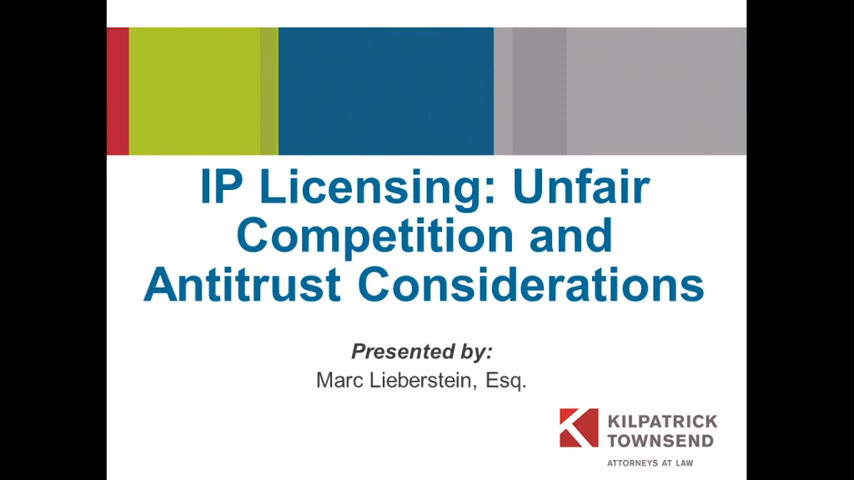 IP Licensing: Unfair
Competition and
Antitrust Considerations
Presented by:
Marc Lieberstein, Esq.
KILPATRICK
TOWNSEND
ATTORNEYS AT LAW